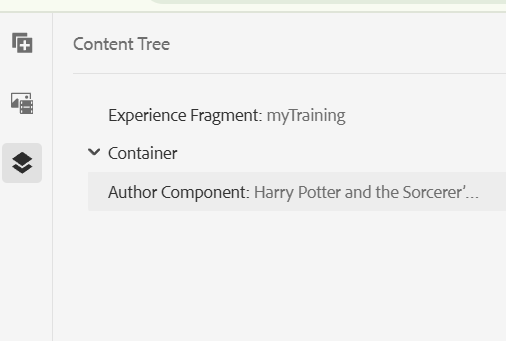 Content Tree
Experience Fragment: myTraining
Container
Author Component: Harry Potter and the Sorcerer'...